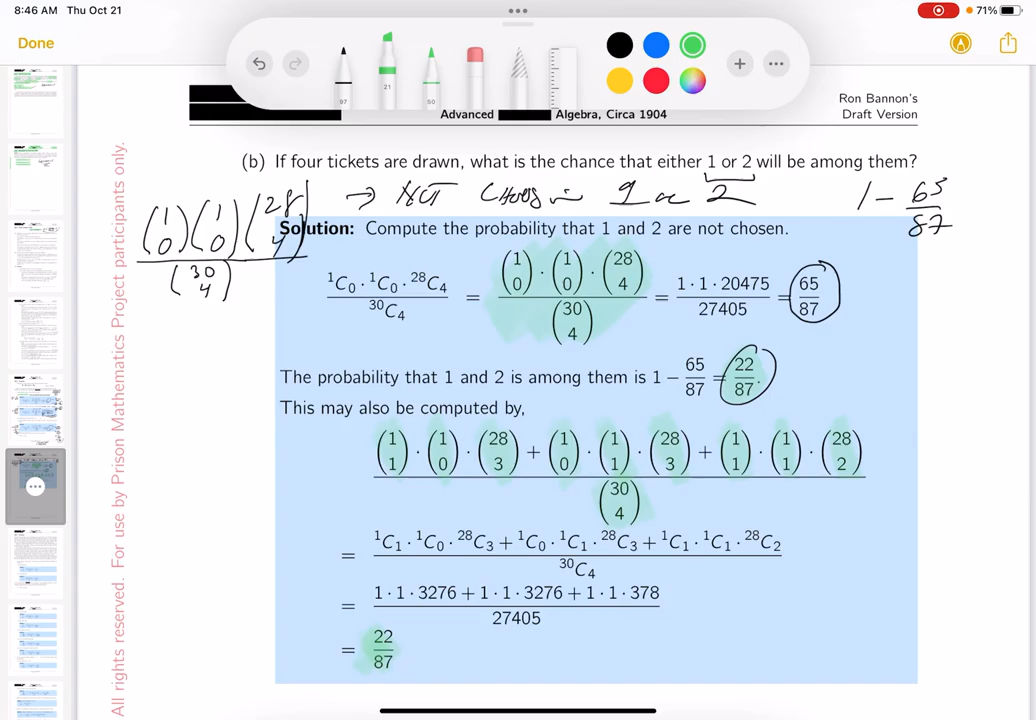 8:46 AM Thu Oct 21
71%
Done
97
21
50
Ron Bannon's
Advanced Algebra, Circa 1904 Draft Version
All rights reserved. For use by Prison Mathematics Project participants only.
(b) If four tickets are drawn, what is the chance that either 1 or 2 will be among them?
→ NOT 1 or 2 1 − 65/87
(1 0)(1 0)(28 4) / (30 4)
Solution: Compute the probability that 1 and 2 are not chosen.
¹C₀ · ¹C₀ · ²⁸C₄ / ³⁰C₄ = (1 0) · (1 0) · (28 4) / (30 4) = 1 · 1 · 20475 / 27405 = 65/87
The probability that 1 and 2 is among them is 1 − 65/87 = 22/87.
This may also be computed by,
(1 1) · (1 0) · (28 3) + (1 0) · (1 1) · (28 3) + (1 1) · (1 1) · (28 2) / (30 4)
= ¹C₁ · ¹C₀ · ²⁸C₃ + ¹C₀ · ¹C₁ · ²⁸C₃ + ¹C₁ · ¹C₁ · ²⁸C₂ / ³⁰C₄
= 1 · 1 · 3276 + 1 · 1 · 3276 + 1 · 1 · 378 / 27405
= 22/87